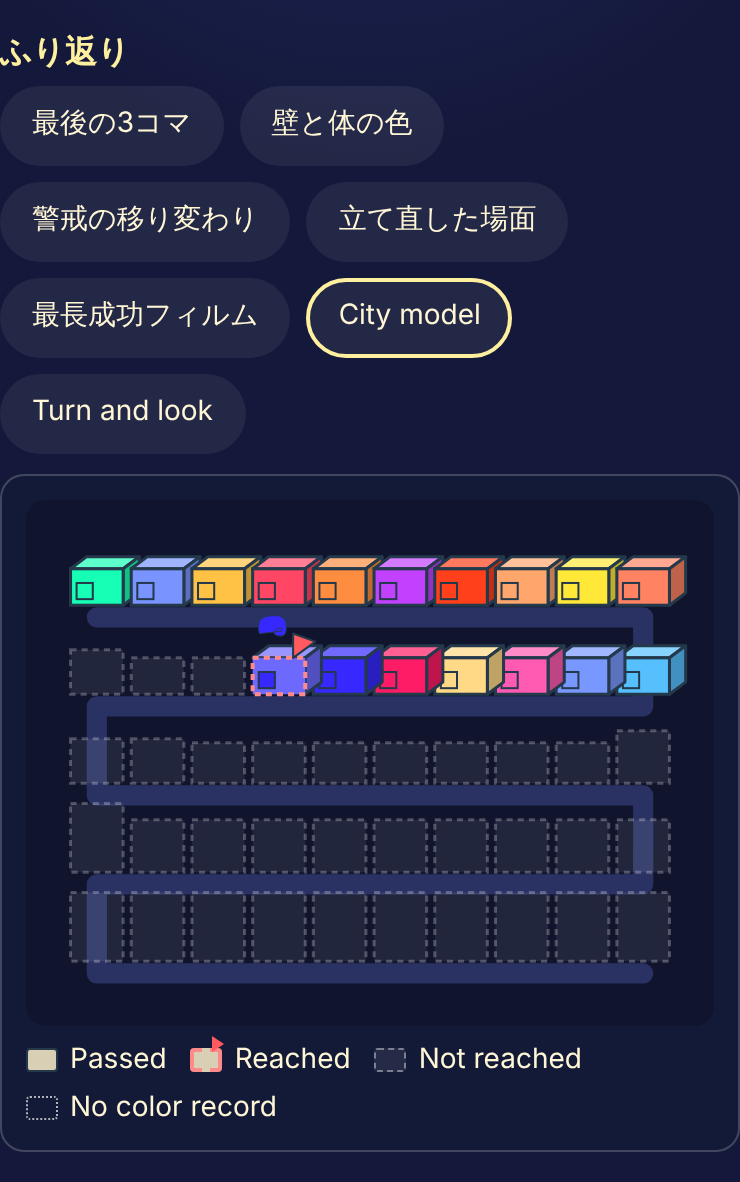 ふり返り
最後の3コマ
壁と体の色
警戒の移り変わり
立て直した場面
最長成功フィルム
City model
Turn and look
Passed
Reached
Not reached
No color record